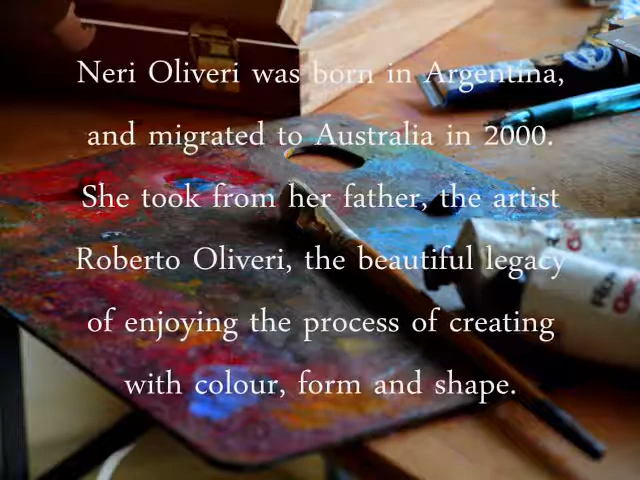 Neri Oliveri was born in Argentina,
and migrated to Australia in 2000.
She took from her father, the artist
Roberto Oliveri, the beautiful legacy
of enjoying the process of creating
with colour, form and shape.